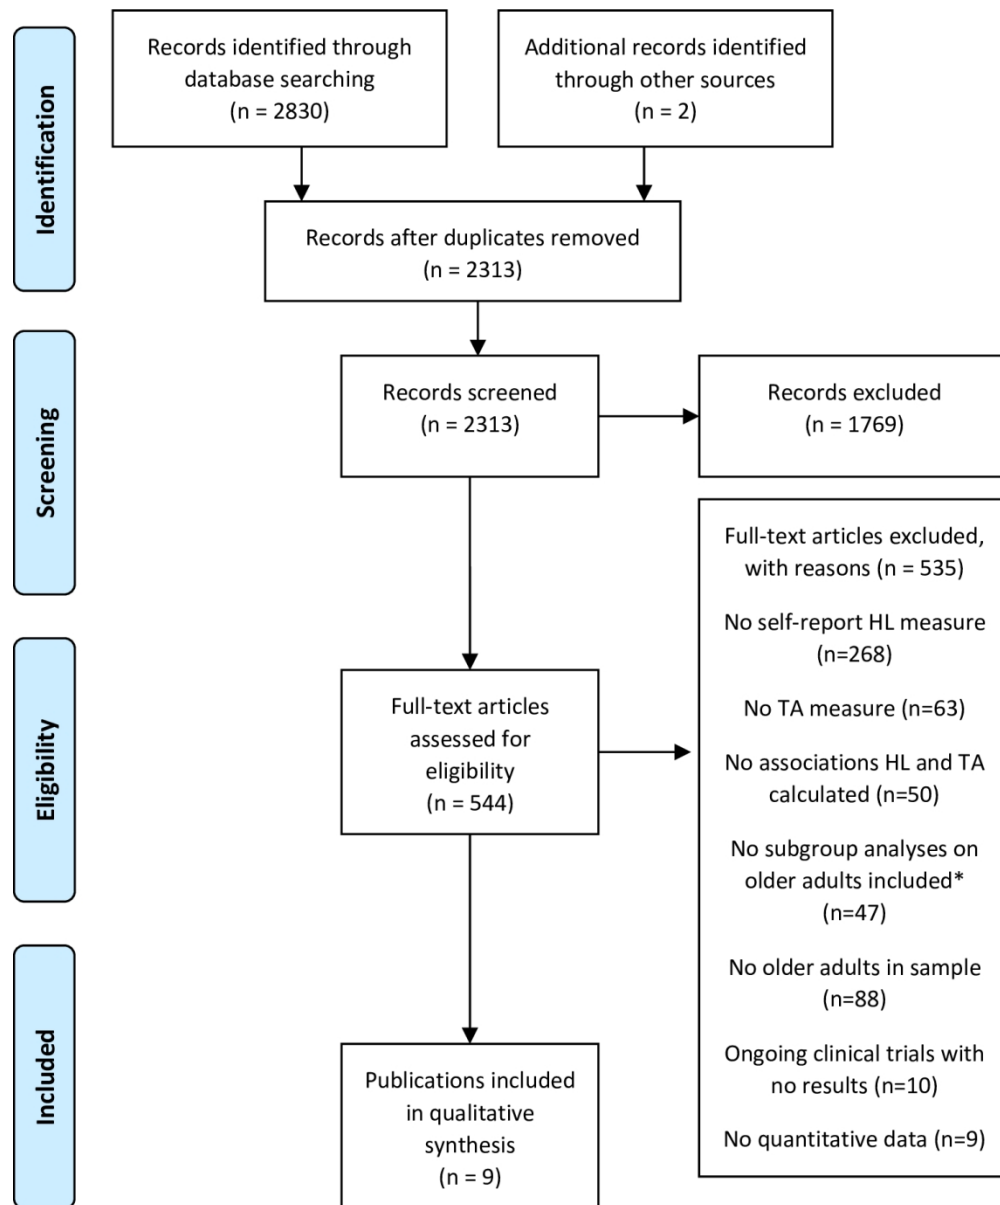 Identification
Records identified through
database searching
(n = 2830)
Additional records identified
through other sources
(n = 2)
Records after duplicates removed
(n = 2313)
Screening
Records screened
(n = 2313)
Records excluded
(n = 1769)
Eligibility
Full-text articles
assessed for
eligibility
(n = 544)
Full-text articles excluded,
with reasons (n = 535)
No self-report HL measure
(n=268)
No TA measure (n=63)
No associations HL and TA
calculated (n=50)
No subgroup analyses on
older adults included*
(n=47)
No older adults in sample
(n=88)
Ongoing clinical trials with
no results (n=10)
No quantitative data (n=9)
Included
Publications included
in qualitative
synthesis
(n = 9)